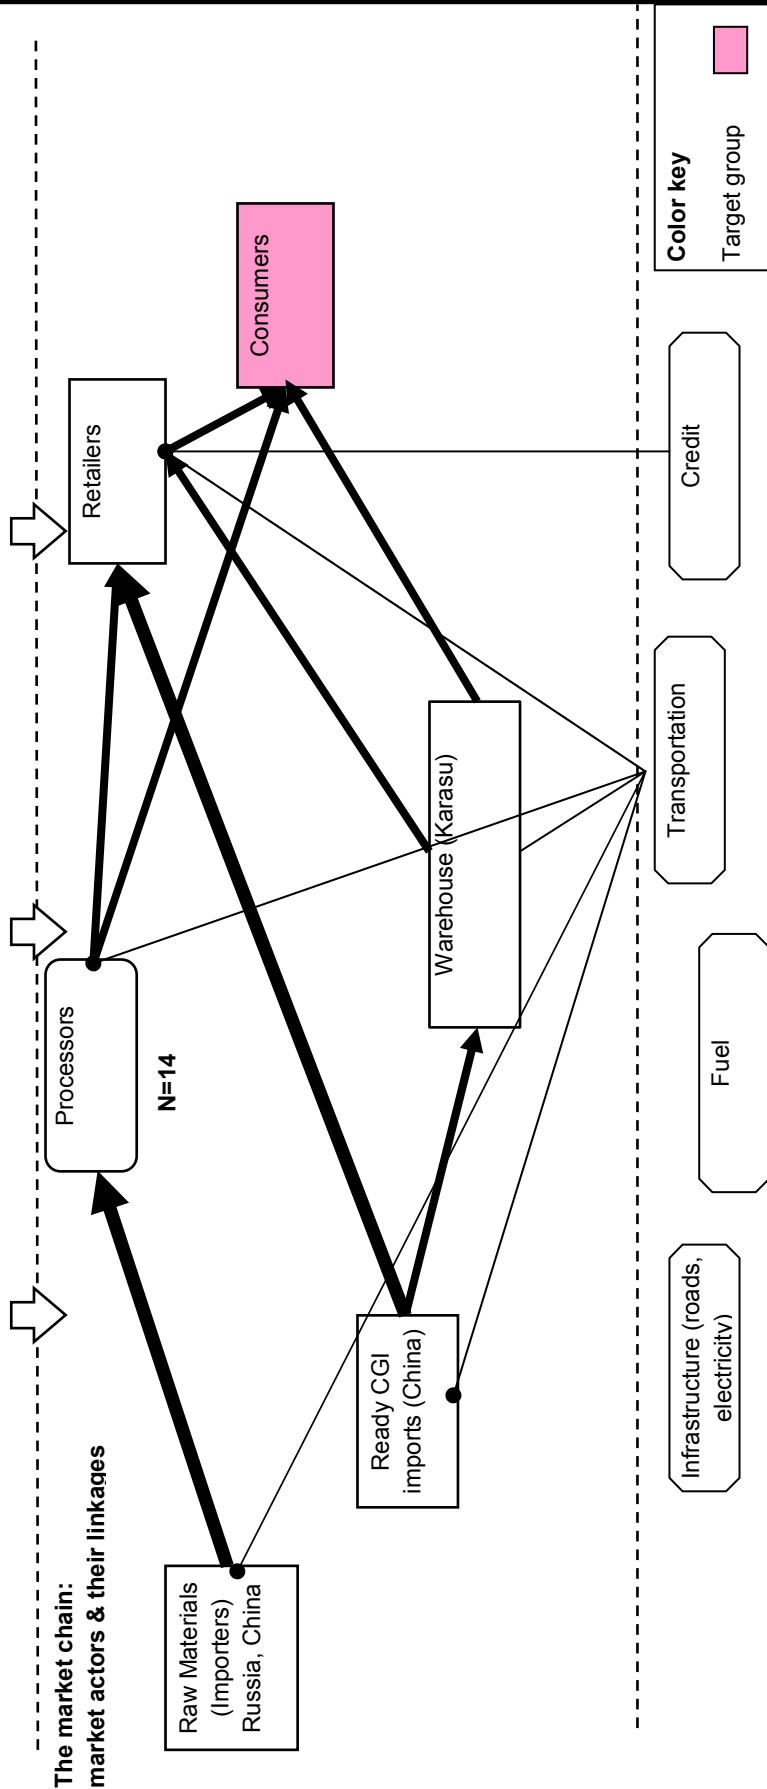 The market chain:
market actors & their linkages
Raw Materials
(Importers)
Russia, China
Processors
N=14
Retailers
Consumers
Ready CGI
imports (China)
Warehouse (Karasu)
Infrastructure (roads,
electricity)
Fuel
Transportation
Credit
Color key
Target group